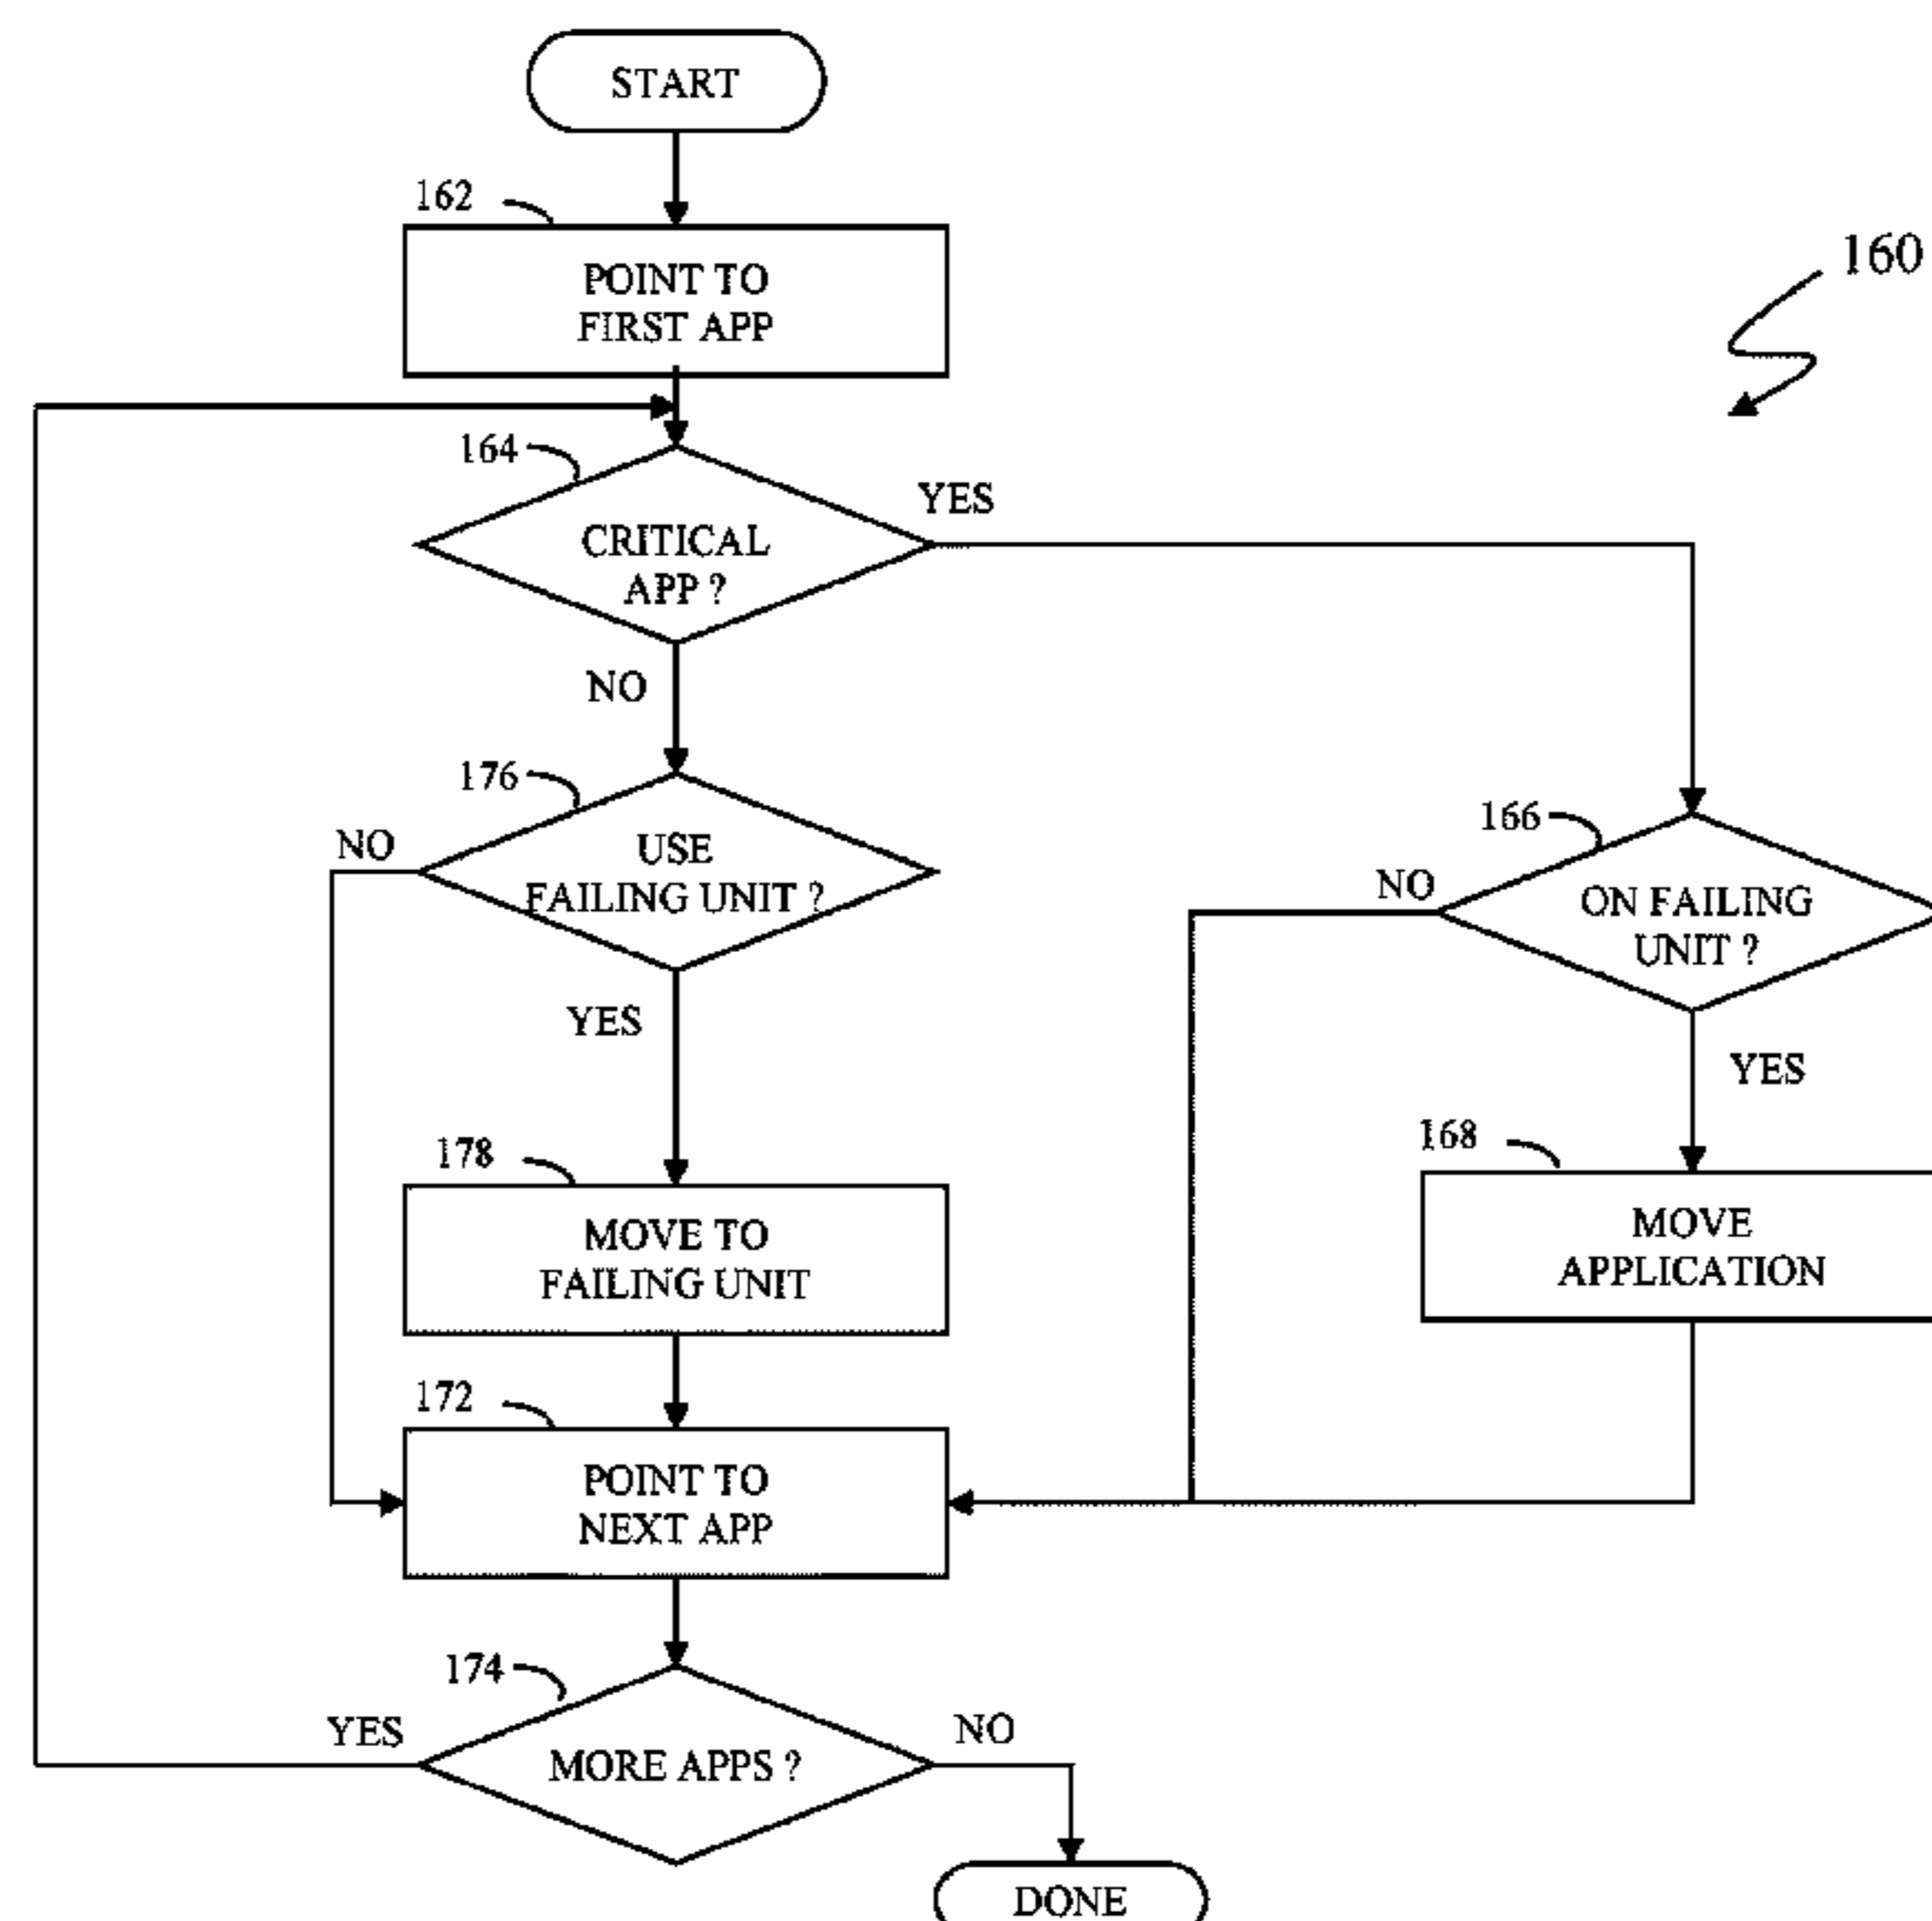 START
162
POINT TO
FIRST APP
160
164
CRITICAL
APP ?
YES
NO
176
USE
FAILING UNIT ?
NO
YES
166
ON FAILING
UNIT ?
NO
YES
178
MOVE TO
FAILING UNIT
168
MOVE
APPLICATION
172
POINT TO
NEXT APP
174
MORE APPS ?
YES
NO
DONE